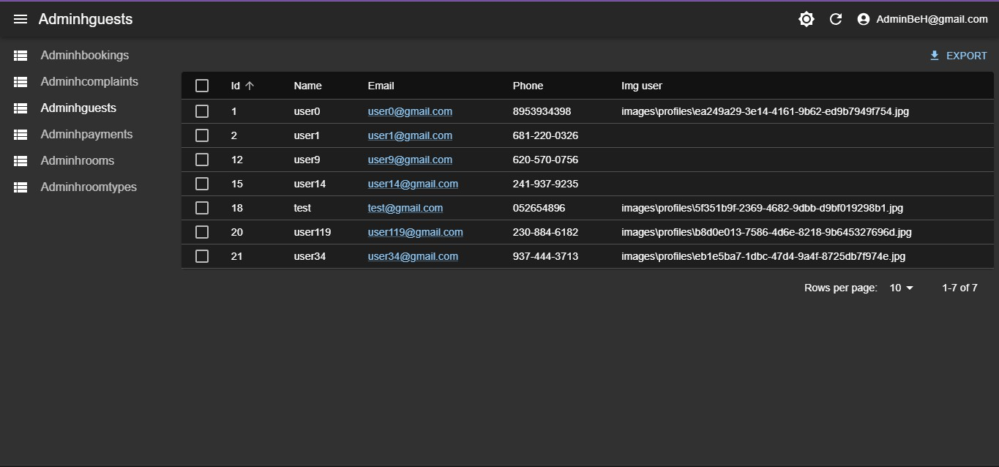 Adminhguests AdminBeH@gmail.com
Adminhbookings
Adminhcomplaints
Adminhguests
Adminhpayments
Adminhrooms
Adminhroomtypes
EXPORT
Id Name Email Phone Img user
1 user0 user0@gmail.com 8953934398 images\profiles\ea249a29-3e14-4161-9b62-ed9b7949f754.jpg
2 user1 user1@gmail.com 681-220-0326
12 user9 user9@gmail.com 620-570-0756
15 user14 user14@gmail.com 241-937-9235
18 test test@gmail.com 052654896 images\profiles\5f351b9f-2369-4682-9dbb-d9bf019298b1.jpg
20 user119 user119@gmail.com 230-884-6182 images\profiles\b8d0e013-7586-4d6e-8218-9b645327696d.jpg
21 user34 user34@gmail.com 937-444-3713 images\profiles\eb1e5ba7-1dbc-47d4-9a4f-8725db7f974e.jpg
Rows per page: 10 1-7 of 7